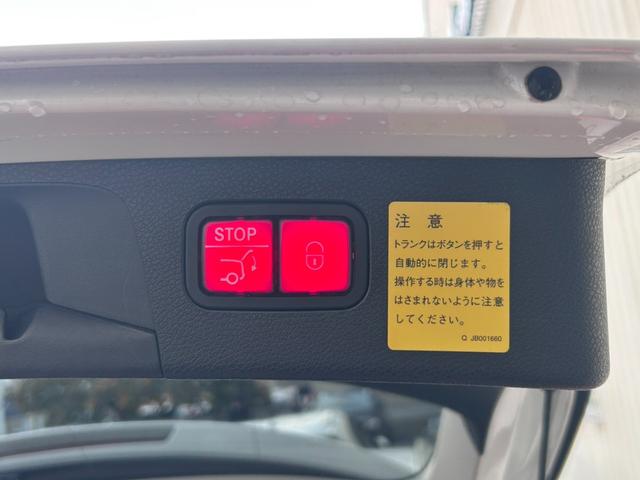 STOP
注意
トランクはボタンを押すと
自動的に閉じます。
操作する時は身体や物を
はさまれないように注意
してください。
Q JB001660